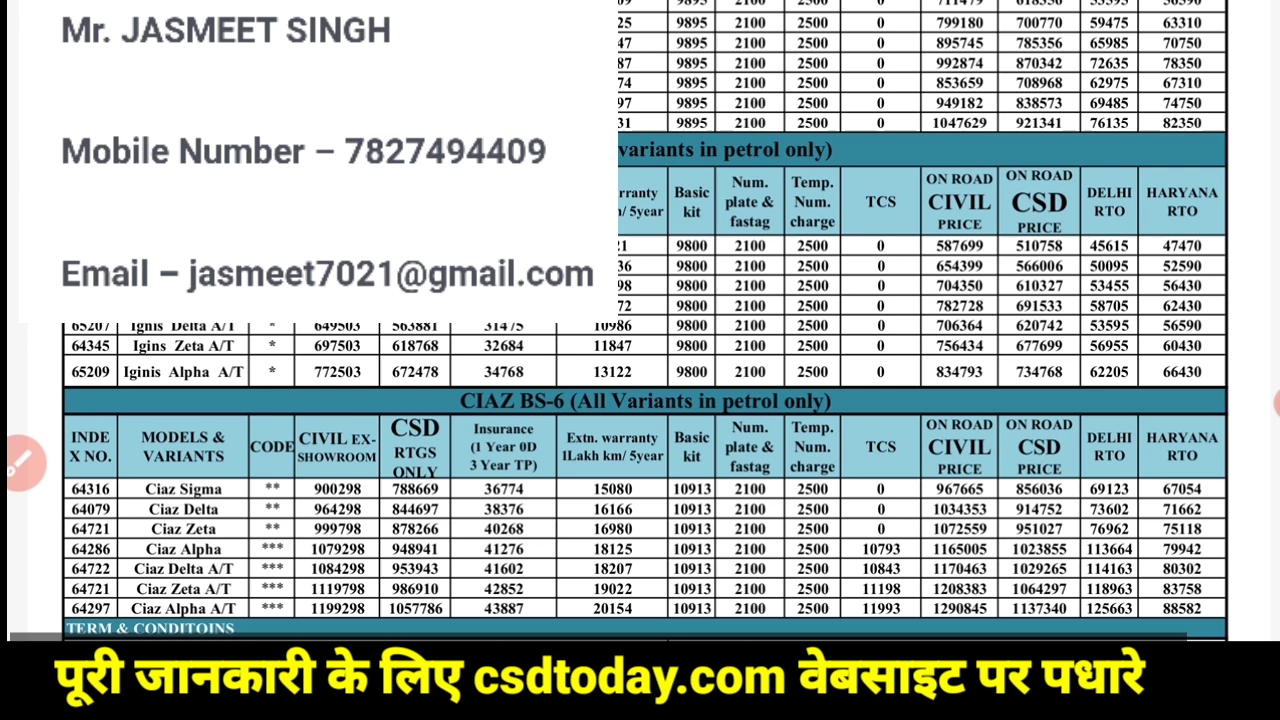 Mr. JASMEET SINGH
Mobile Number – 7827494409
Email – jasmeet7021@gmail.com
25 9895 2100 2500 0 799180 700770 59475 63310
47 9895 2100 2500 0 895745 785356 65985 70750
87 9895 2100 2500 0 992874 870342 72635 78350
74 9895 2100 2500 0 853659 708968 62975 67310
97 9895 2100 2500 0 949182 838573 69485 74750
31 9895 2100 2500 0 1047629 921341 76135 82350
variants in petrol only)
rranty Basic Num. Temp. TCS ON ROAD ON ROAD DELHI HARYANA
/ 5year kit plate & Num. CIVIL CSD RTO RTO
fastag charge PRICE PRICE
21 9800 2100 2500 0 587699 510758 45615 47470
36 9800 2100 2500 0 654399 566006 50095 52590
98 9800 2100 2500 0 704350 610327 53455 56430
72 9800 2100 2500 0 782728 691533 58705 62430
65207 Ignis Delta A/T * 649503 563881 31475 10986 9800 2100 2500 0 706364 620742 53595 56590
64345 Igins Zeta A/T * 697503 618768 32684 11847 9800 2100 2500 0 756434 677699 56955 60430
65209 Iginis Alpha A/T * 772503 672478 34768 13122 9800 2100 2500 0 834793 734768 62205 66430
CIAZ BS-6 (All Variants in petrol only)
INDE MODELS & CODE CIVIL EX- CSD Insurance Extn. warranty Basic Num. Temp. TCS ON ROAD ON ROAD DELHI HARYANA
X NO. VARIANTS SHOWROOM RTGS (1 Year 0D 1Lakh km/ 5year kit plate & Num. CIVIL CSD RTO RTO
ONLY 3 Year TP) fastag charge PRICE PRICE
64316 Ciaz Sigma ** 900298 788669 36774 15080 10913 2100 2500 0 967665 856036 69123 67054
64079 Ciaz Delta ** 964298 844697 38376 16166 10913 2100 2500 0 1034353 914752 73602 71662
64721 Ciaz Zeta ** 999798 878266 40268 16980 10913 2100 2500 0 1072559 951027 76962 75118
64286 Ciaz Alpha *** 1079298 948941 41276 18125 10913 2100 2500 10793 1165005 1023855 113664 79942
64722 Ciaz Delta A/T *** 1084298 953943 41602 18207 10913 2100 2500 10843 1170463 1029265 114163 80302
64721 Ciaz Zeta A/T *** 1119798 986910 42852 19022 10913 2100 2500 11198 1208383 1064297 118963 83758
64297 Ciaz Alpha A/T *** 1199298 1057786 43887 20154 10913 2100 2500 11993 1290845 1137340 125663 88582
TERM & CONDITOINS
पूरी जानकारी के लिए csdtoday.com वेबसाइट पर पधारे